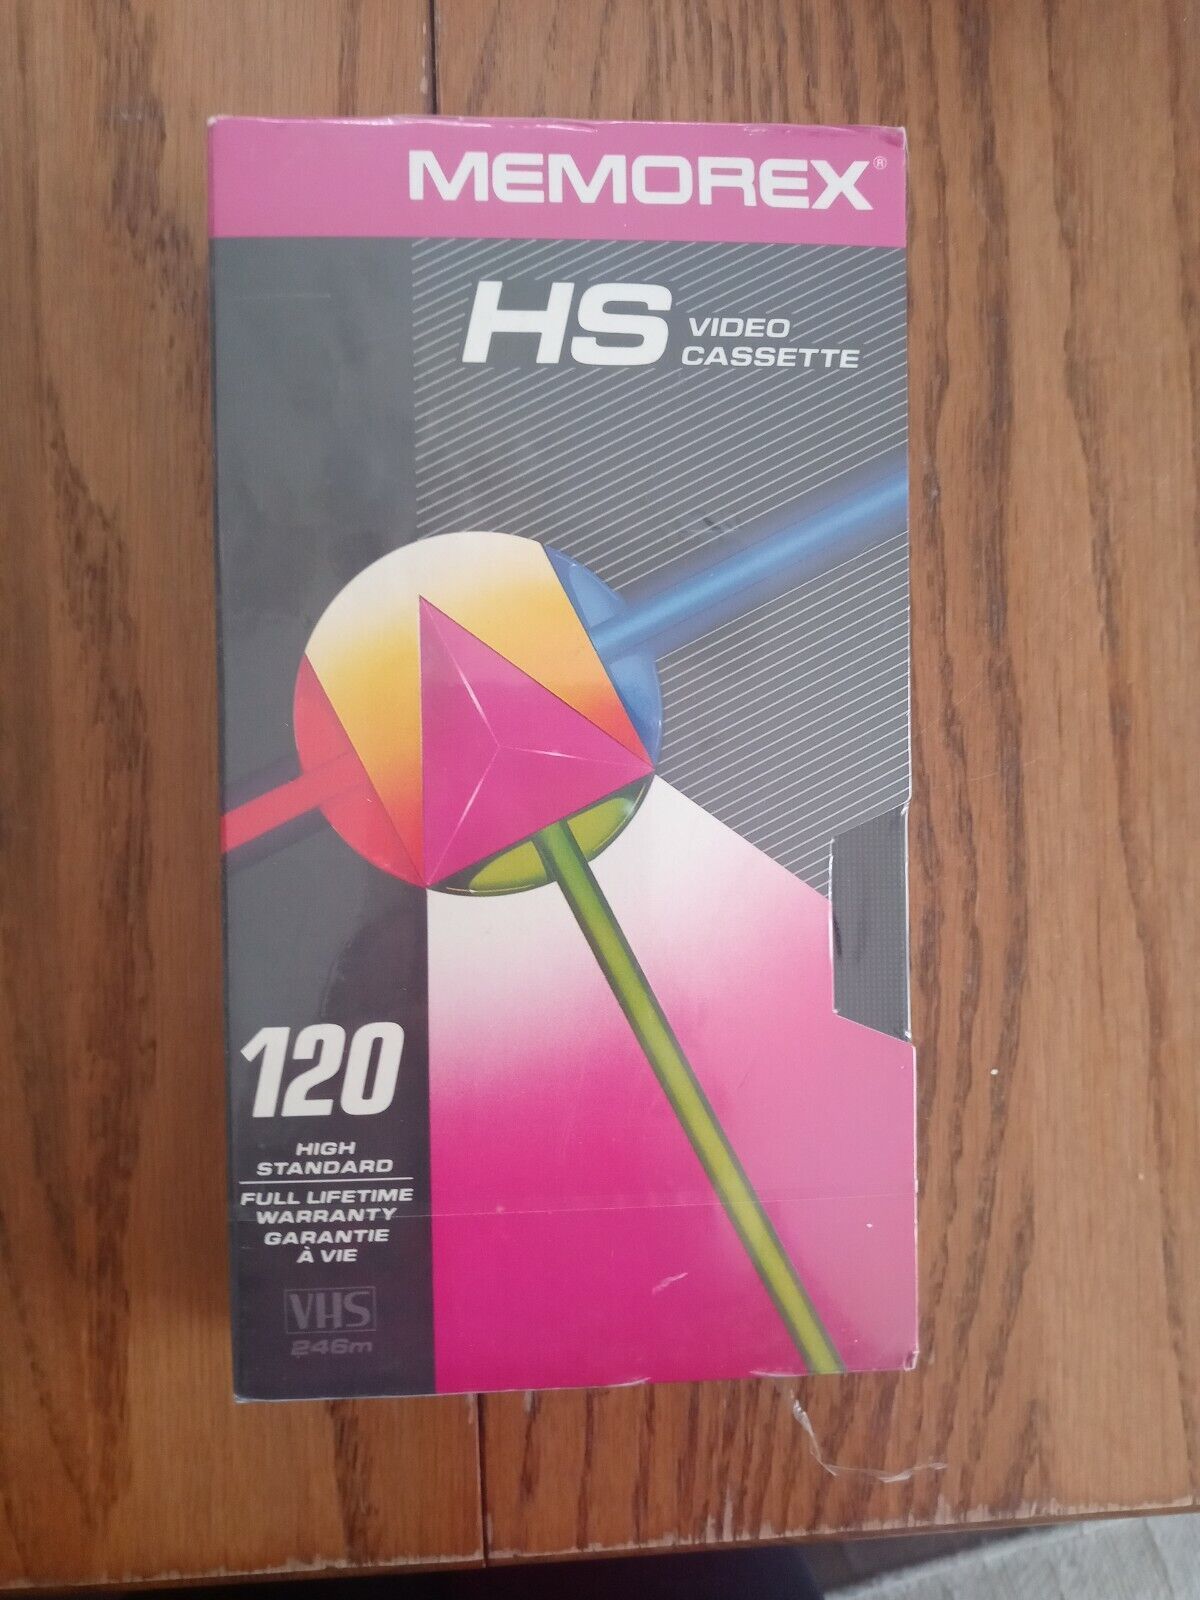 MEMOREX®
HS VIDEO
CASSETTE
120
HIGH
STANDARD
FULL LIFETIME
WARRANTY
GARANTIE
À VIE
VHS
246m